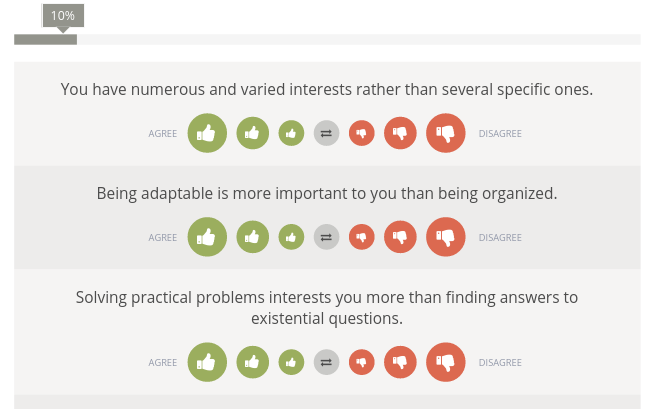 10%
You have numerous and varied interests rather than several specific ones.
AGREE DISAGREE
Being adaptable is more important to you than being organized.
AGREE DISAGREE
Solving practical problems interests you more than finding answers to
existential questions.
AGREE DISAGREE